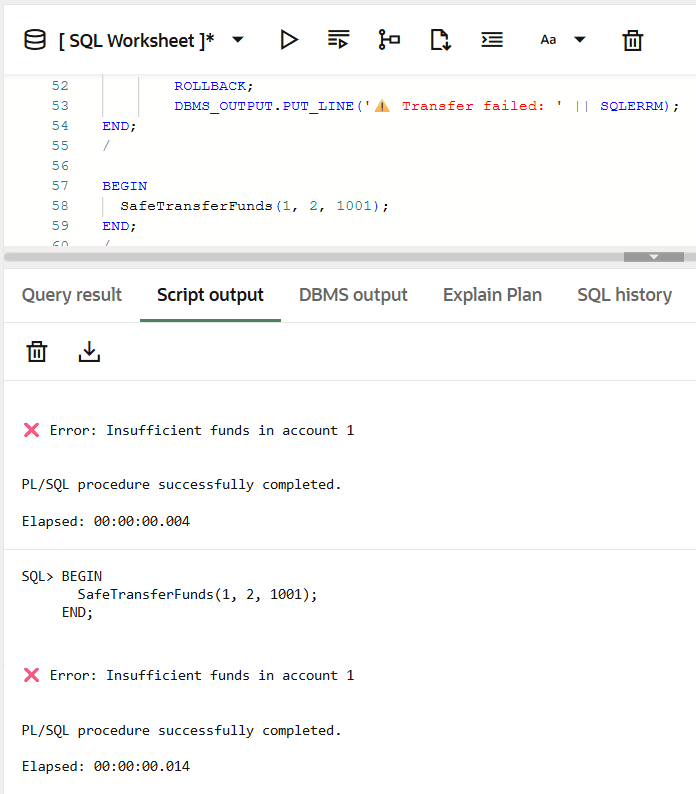 [ SQL Worksheet ]* Aa
52 ROLLBACK;
53 DBMS_OUTPUT.PUT_LINE('⚠️ Transfer failed: ' || SQLERRM);
54 END;
55 /
56
57 BEGIN
58 SafeTransferFunds(1, 2, 1001);
59 END;
60 /
Query result Script output DBMS output Explain Plan SQL history
❌ Error: Insufficient funds in account 1
PL/SQL procedure successfully completed.
Elapsed: 00:00:00.004
SQL> BEGIN
SafeTransferFunds(1, 2, 1001);
END;
❌ Error: Insufficient funds in account 1
PL/SQL procedure successfully completed.
Elapsed: 00:00:00.014